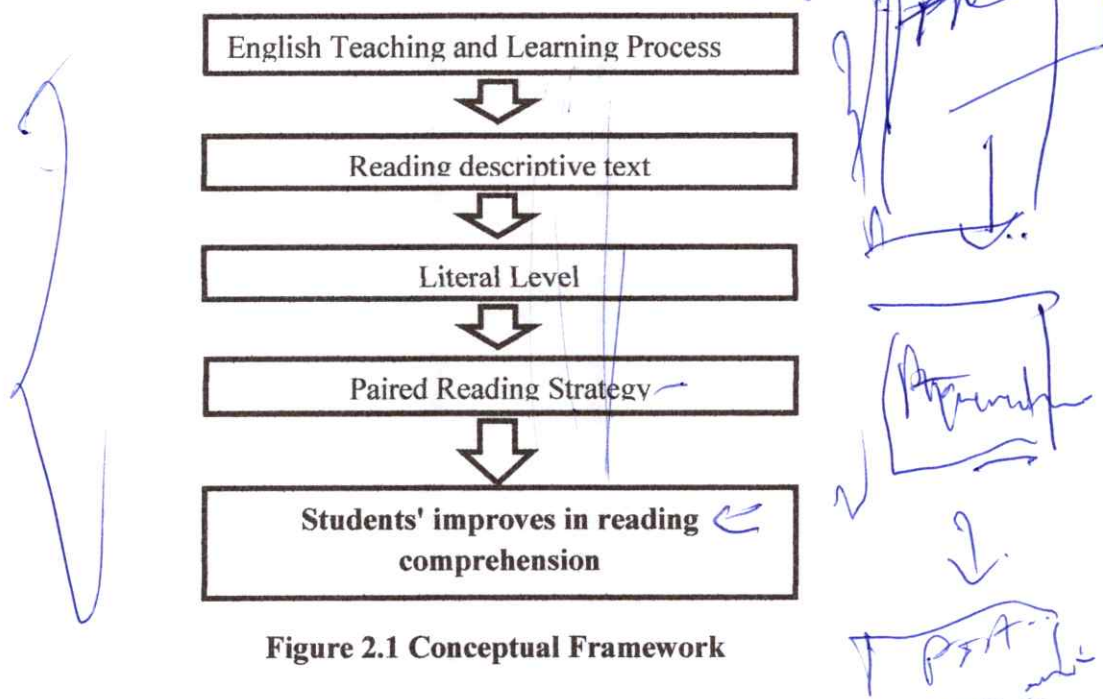 English Teaching and Learning Process
Reading descriptive text
Literal Level
Paired Reading Strategy
Students' improves in reading
comprehension
Figure 2.1 Conceptual Framework